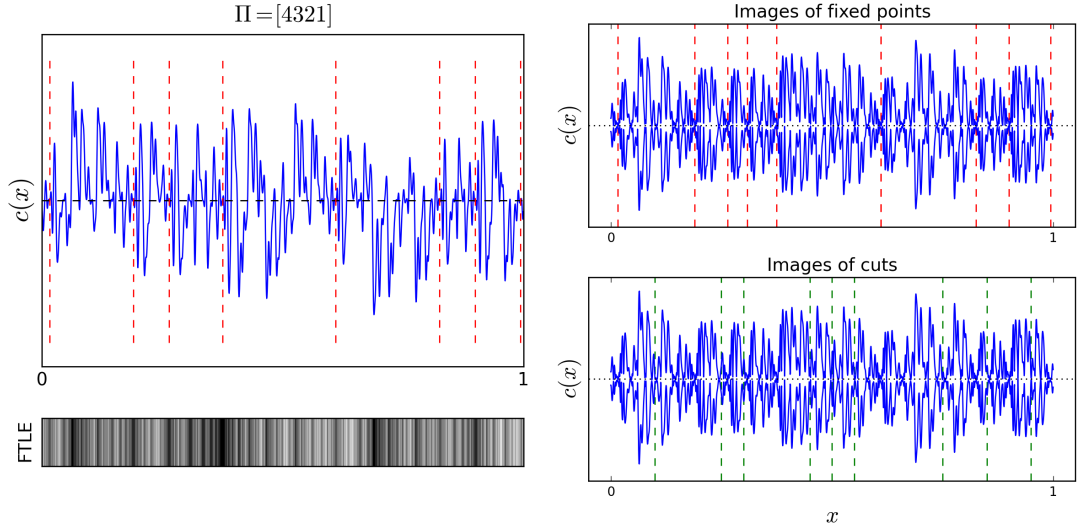 Π=[4321]
c(x)
0 1
FTLE
Images of fixed points
c(x)
0 1
Images of cuts
c(x)
0 1
x